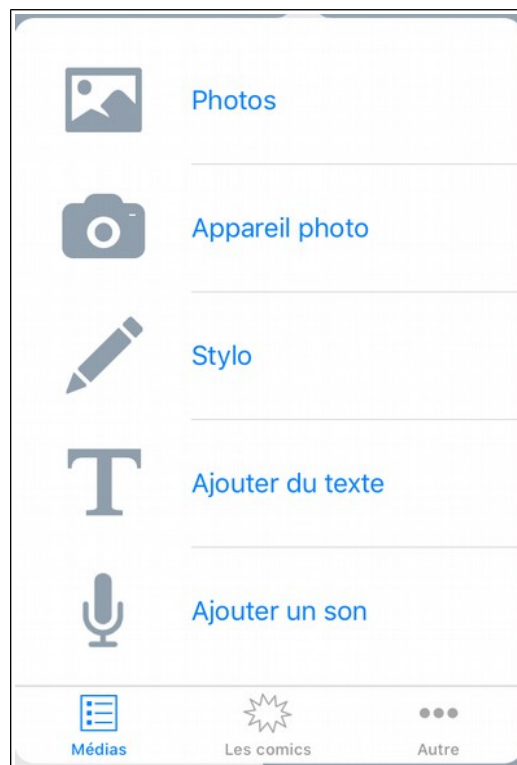 Photos
Appareil photo
Stylo
Ajouter du texte
Ajouter un son
Médias Les comics Autre